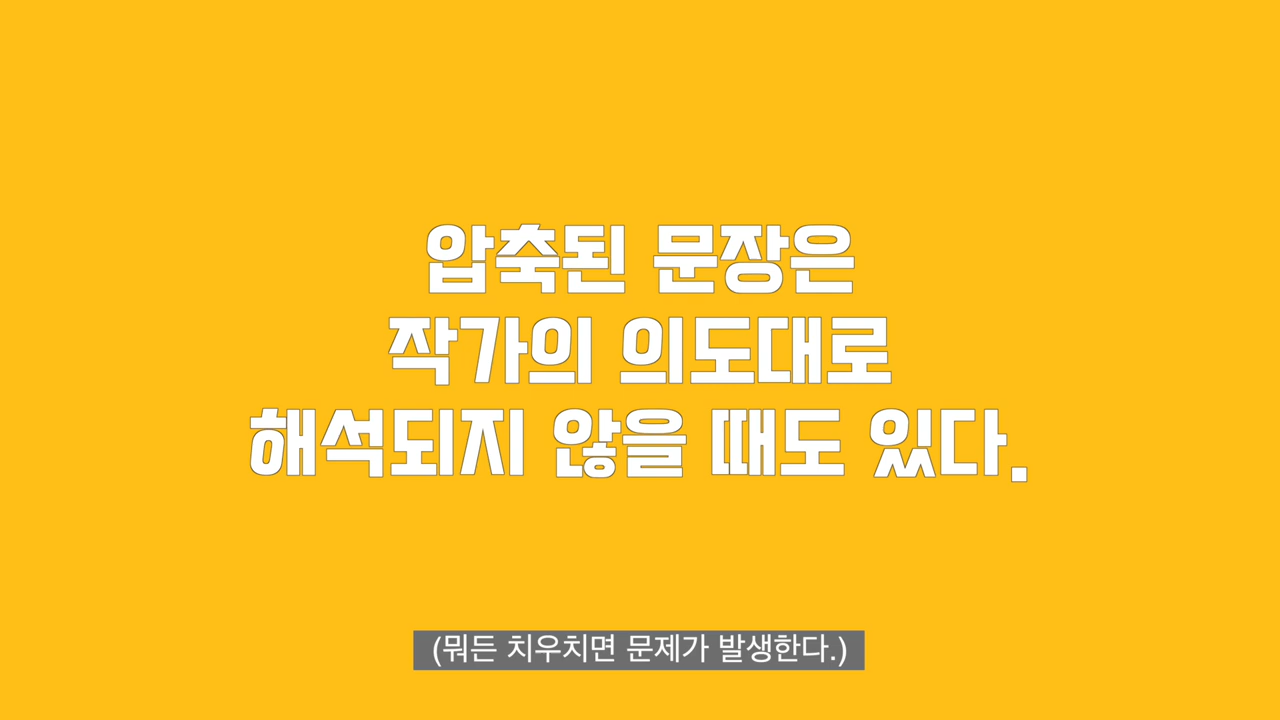 압축된 문장은
작가의 의도대로
해석되지 않을 때도 있다.
(뭐든 치우치면 문제가 발생한다.)